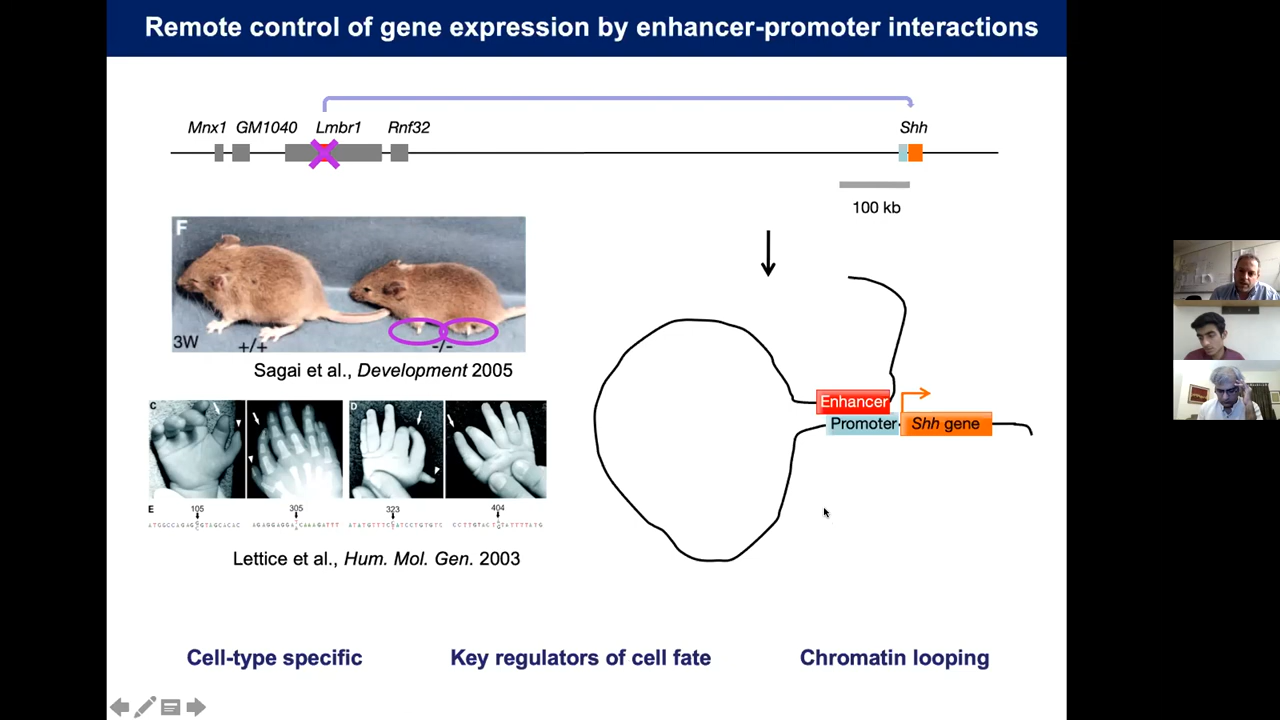 Remote control of gene expression by enhancer-promoter interactions
Mnx1 GM1040 Lmbr1 Rnf32 Shh
100 kb
F
3W +/+ -/-
Sagai et al., Development 2005
Enhancer
Promoter Shh gene
C D
E 105 305 323 404
Lettice et al., Hum. Mol. Gen. 2003
Cell-type specific Key regulators of cell fate Chromatin looping